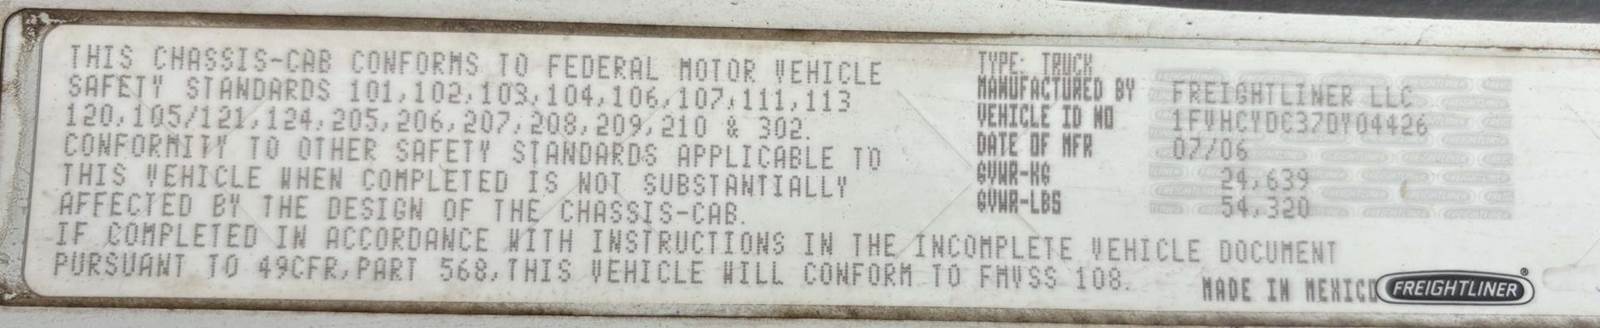 THIS CHASSIS-CAB CONFORMS TO FEDERAL MOTOR VEHICLE
SAFETY STANDARDS 101,102,103,104,106,107,111,113
120,105/121,124,205,206,207,208,209,210 & 302.
CONFORMITY TO OTHER SAFETY STANDARDS APPLICABLE TO
THIS VEHICLE WHEN COMPLETED IS NOT SUBSTANTIALLY
AFFECTED BY THE DESIGN OF THE CHASSIS-CAB.
IF COMPLETED IN ACCORDANCE WITH INSTRUCTIONS IN THE INCOMPLETE VEHICLE DOCUMENT
PURSUANT TO 49CFR,PART 568,THIS VEHICLE WILL CONFORM TO FMVSS 108.
TYPE: TRUCK
MANUFACTURED BY FREIGHTLINER LLC
VEHICLE ID NO 1FVHCYDC37DY04426
DATE OF MFR 07/06
GVWR-KG 24,639
GVWR-LBS 54,320
MADE IN MEXICO
FREIGHTLINER®